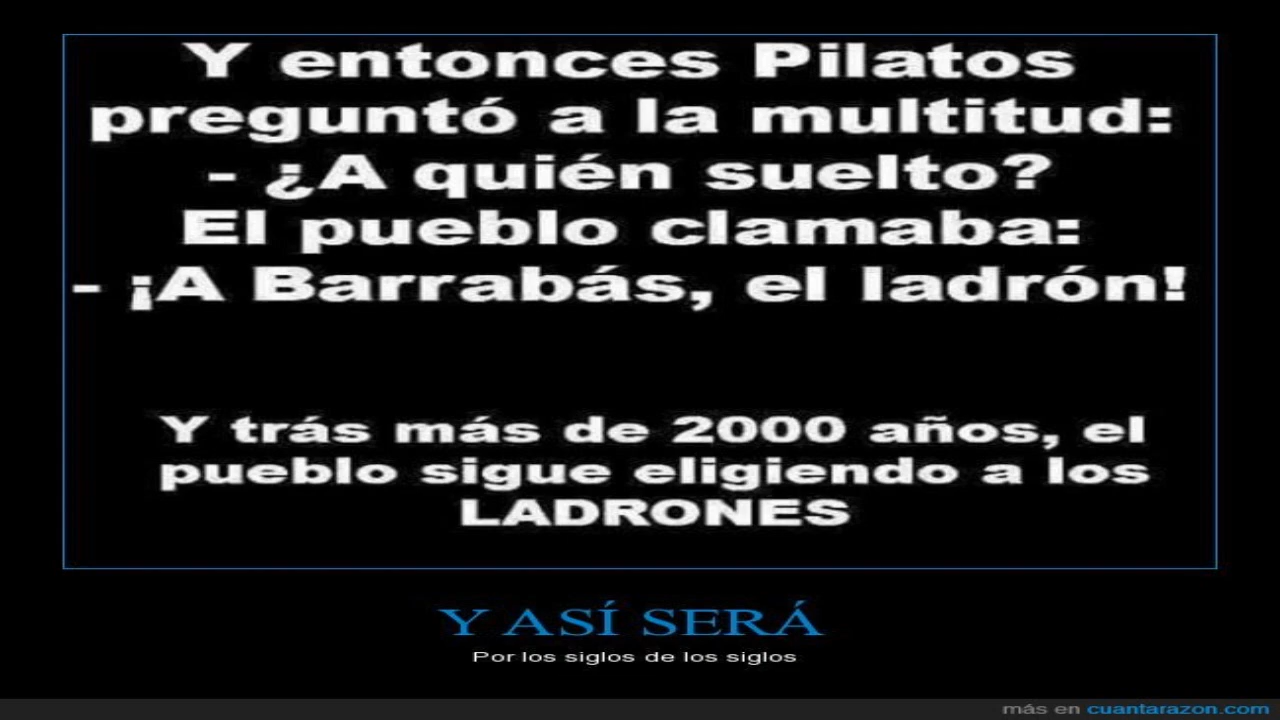 Y entonces Pilatos
preguntó a la multitud:
- ¿A quién suelto?
El pueblo clamaba:
- ¡A Barrabás, el ladrón!
Y trás más de 2000 años, el
pueblo sigue eligiendo a los
LADRONES
Y ASÍ SERÁ
Por los siglos de los siglos
más en cuantarazon.com